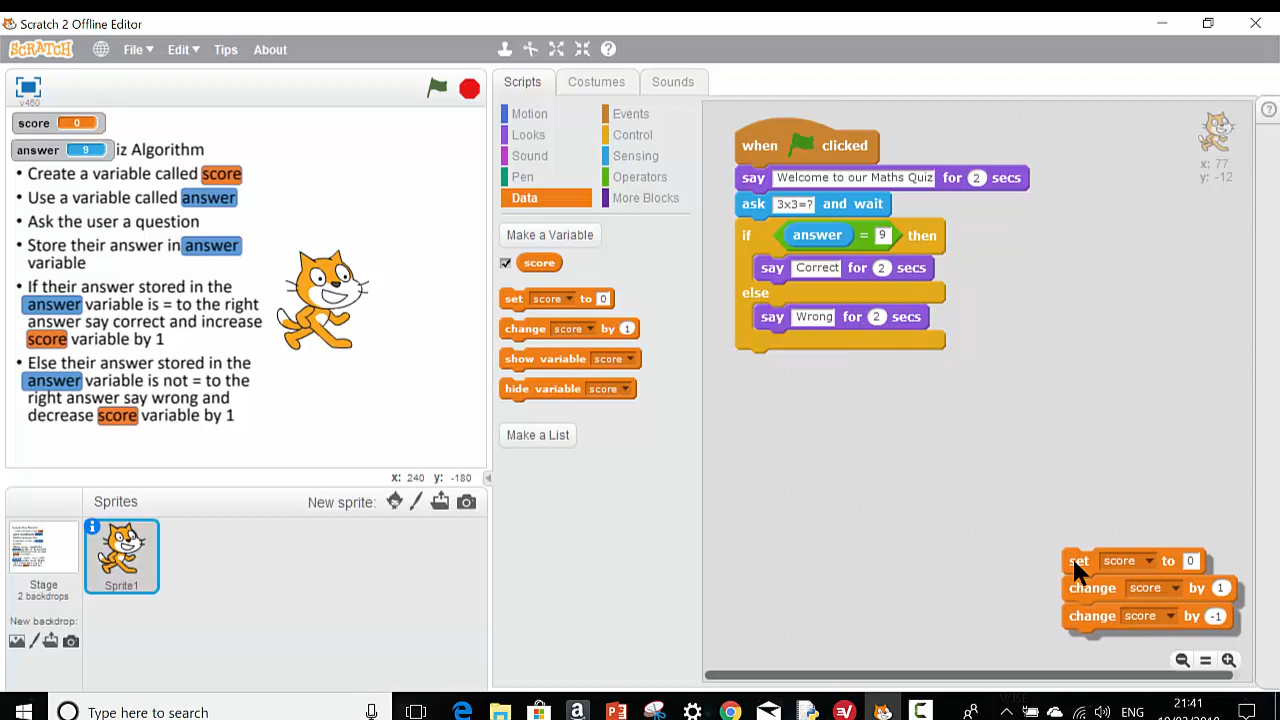 Scratch 2 Offline Editor
SCRATCH File Edit Tips About
v460
score 0
answer 9 iz Algorithm
• Create a variable called score
• Use a variable called answer
• Ask the user a question
• Store their answer in answer
variable
• If their answer stored in the
answer variable is = to the right
answer say correct and increase
score variable by 1
• Else their answer stored in the
answer variable is not = to the
right answer say wrong and
decrease score variable by 1
x: 240 y: -180
Sprites New sprite:
Stage
2 backdrops
New backdrop:
Sprite1
Scripts Costumes Sounds
Motion Events
Looks Control
Sound Sensing
Pen Operators
Data More Blocks
Make a Variable
score
set score to 0
change score by 1
show variable score
hide variable score
Make a List
when clicked
say Welcome to our Maths Quiz for 2 secs
ask 3x3=? and wait
if answer = 9 then
say Correct for 2 secs
else
say Wrong for 2 secs
x: 77
y: -12
set score to 0
change score by 1
change score by -1
Type here to search
21:41